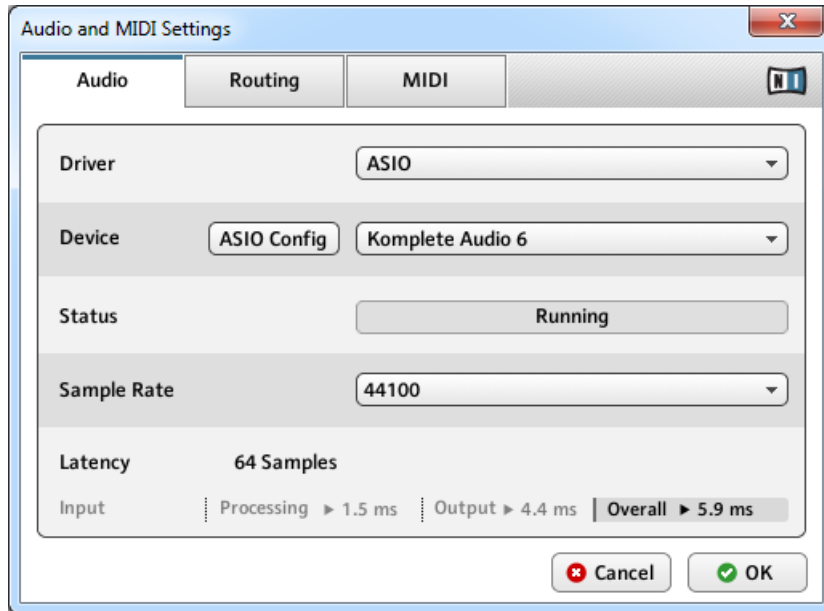 Audio and MIDI Settings
Audio Routing MIDI NI
Driver ASIO
Device ASIO Config Komplete Audio 6
Status Running
Sample Rate 44100
Latency 64 Samples
Input Processing ▸ 1.5 ms Output ▸ 4.4 ms Overall ▸ 5.9 ms
Cancel OK